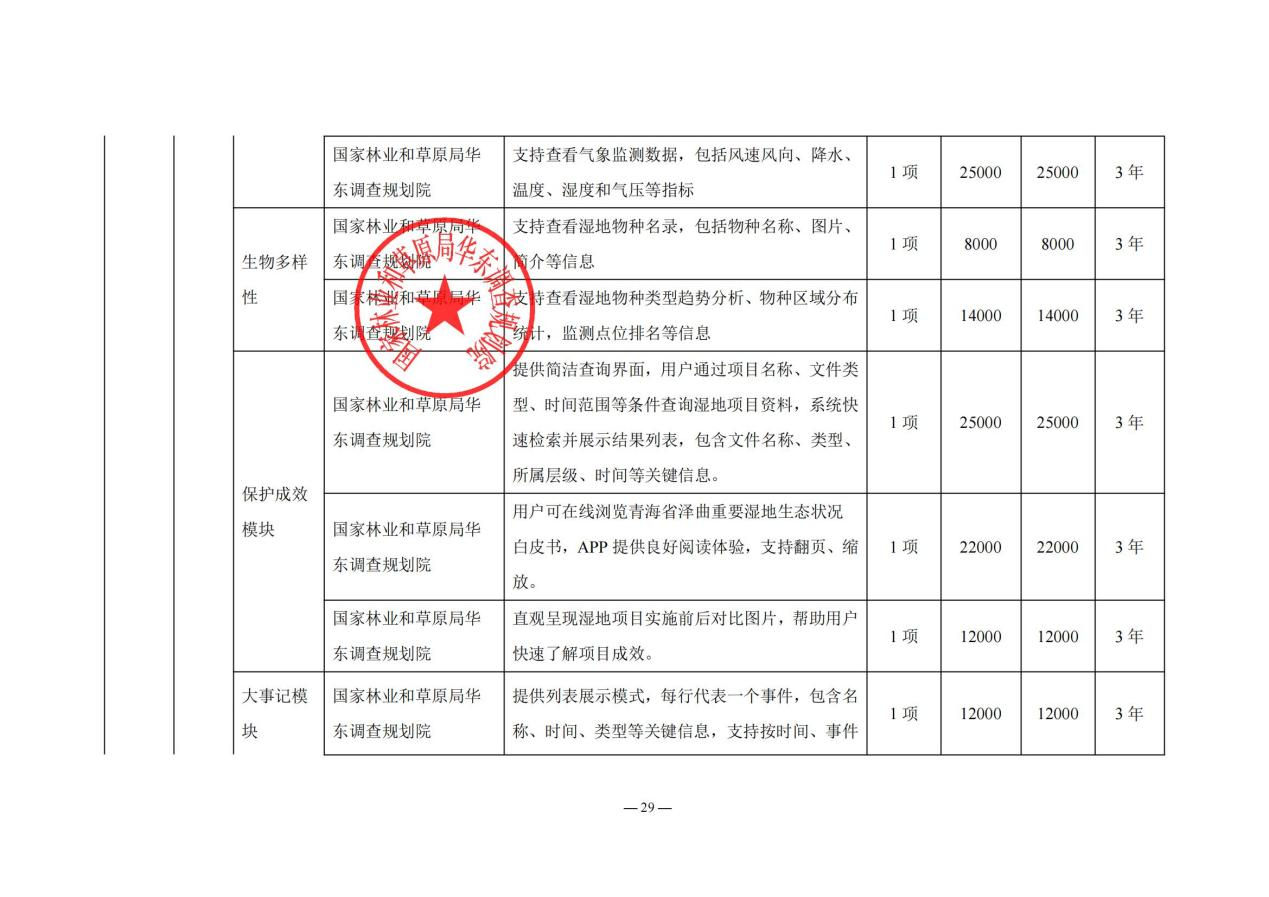 国家林业和草原局华
东调查规划院
支持查看气象监测数据，包括风速风向、降水、
温度、湿度和气压等指标
1 项
25000
25000
3 年
生物多样
性
国家林业和草原局华
东调查规划院
支持查看湿地物种名录，包括物种名称、图片、
简介等信息
1 项
8000
8000
3 年
国家林业和草原局华
东调查规划院
支持查看湿地物种类型趋势分析、物种区域分布
统计，监测点位排名等信息
1 项
14000
14000
3 年
国家林业和草原局华东调查规划院
保护成效
模块
国家林业和草原局华
东调查规划院
提供简洁查询界面，用户通过项目名称、文件类
型、时间范围等条件查询湿地项目资料，系统快
速检索并展示结果列表，包含文件名称、类型、
所属层级、时间等关键信息。
1 项
25000
25000
3 年
国家林业和草原局华
东调查规划院
用户可在线浏览青海省泽曲重要湿地生态状况
白皮书，APP 提供良好阅读体验，支持翻页、缩
放。
1 项
22000
22000
3 年
国家林业和草原局华
东调查规划院
直观呈现湿地项目实施前后对比图片，帮助用户
快速了解项目成效。
1 项
12000
12000
3 年
大事记模
块
国家林业和草原局华
东调查规划院
提供列表展示模式，每行代表一个事件，包含名
称、时间、类型等关键信息，支持按时间、事件
1 项
12000
12000
3 年
— 29 —